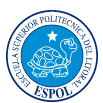 ESCUELA SUPERIOR POLITECNICA DEL LITORAL
ESPOL